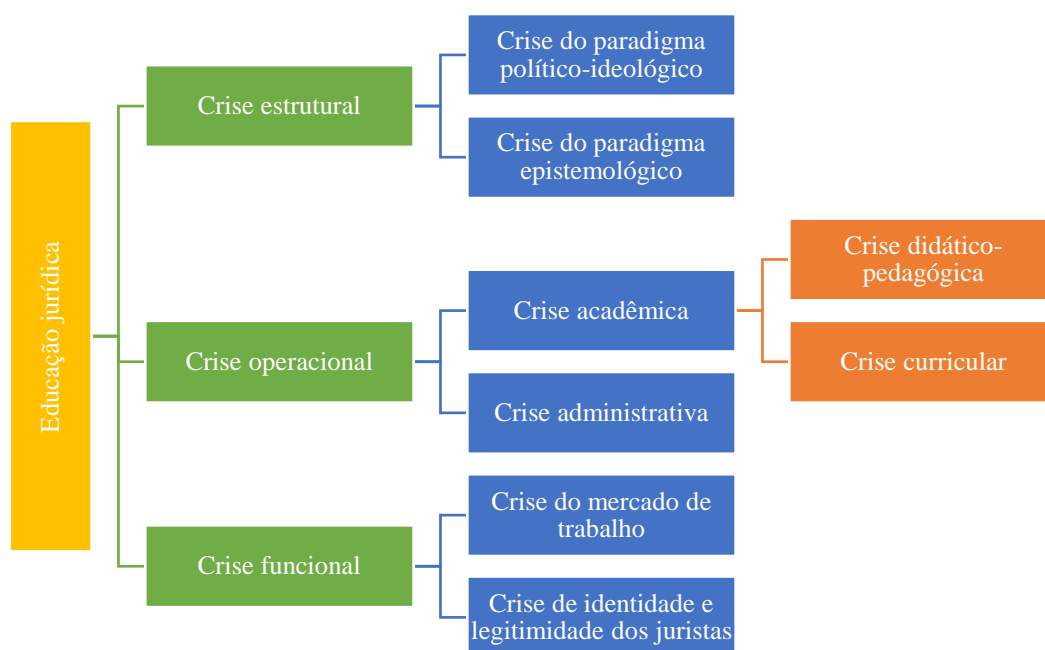 Educação jurídica
Crise estrutural
Crise do paradigma
político-ideológico
Crise do paradigma
epistemológico
Crise operacional
Crise acadêmica
Crise didático-
pedagógica
Crise curricular
Crise administrativa
Crise funcional
Crise do mercado de
trabalho
Crise de identidade e
legitimidade dos juristas